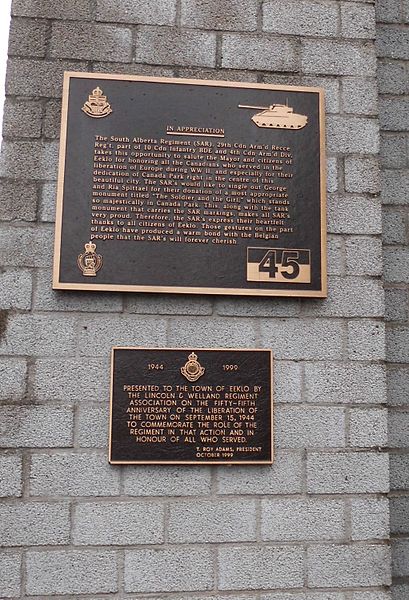 IN APPRECIATION
The South Alberta Regiment (SAR), 29th Cdn Arm'd Recce
Reg't. part of 10 Cdn Infantry BDE and 4th Cdn Arm'd Div,
takes this opportunity to salute the Mayor and citizens of
Eeklo for honoring all the Canadians who served in the
liberation of Europe during WW II, and especially for their
dedication of Canada Park right in the center of this
beautiful city. The SAR's would like to single out George
and Ria Spittael for their donation of a most appropriate
monument titled "The Soldier and the Girl," which stands
so majestically in Canada Park. This, along with the tank
monument that carries the SAR markings, makes all SAR's
very proud. Therefore, the SAR's express their heartfelt
thanks to all citizens of Eeklo. Those gestures on the part
of Eeklo have produced a warm bond with the Belgian
people that the SAR's will forever cherish.
45
1944 1999
PRESENTED TO THE TOWN OF EEKLO BY
THE LINCOLN & WELLAND REGIMENT
ASSOCIATION ON THE FIFTY-FIFTH
ANNIVERSARY OF THE LIBERATION OF
THE TOWN ON SEPTEMBER 15, 1944
TO COMMEMORATE THE ROLE OF THE
REGIMENT IN THAT ACTION AND IN
HONOUR OF ALL WHO SERVED.
T. ROY ADAMS, PRESIDENT
OCTOBER 1999